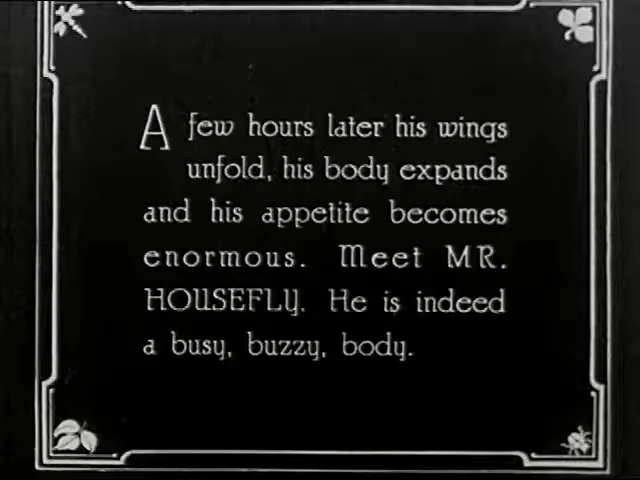 A few hours later his wings
unfold, his body expands
and his appetite becomes
enormous. Meet MR.
HOUSEFLY. He is indeed
a busy, buzzy, body.